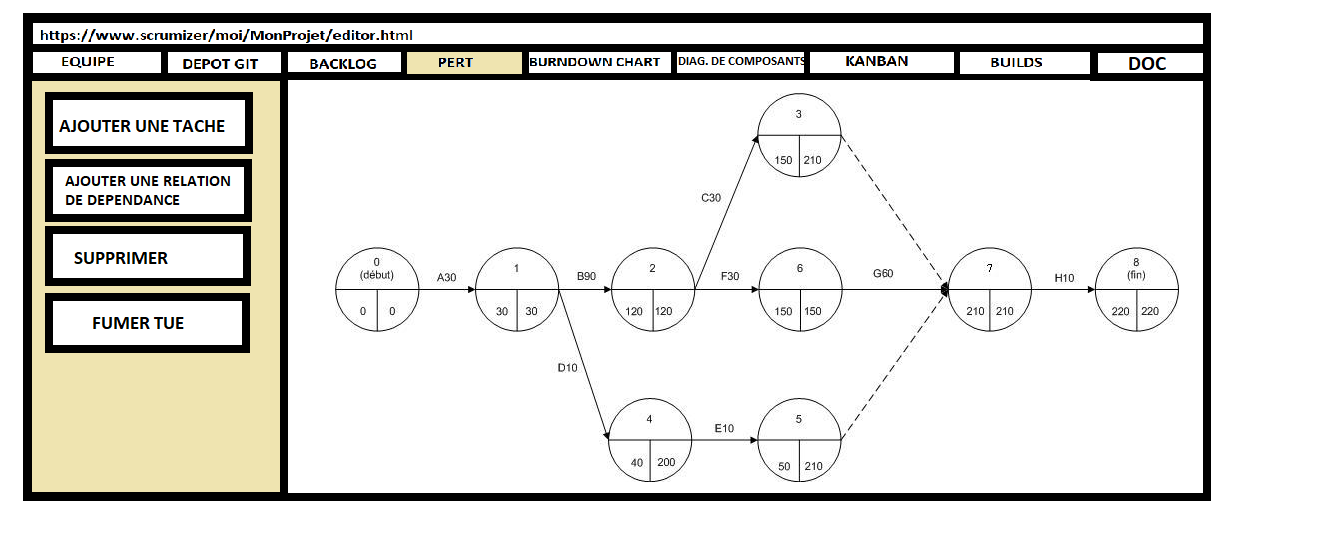 https://www.scrumizer/moi/MonProjet/editor.html
EQUIPE
DEPOT GIT
BACKLOG
PERT
BURNDOWN CHART
DIAG. DE COMPOSANTS
KANBAN
BUILDS
DOC
AJOUTER UNE TACHE
AJOUTER UNE RELATION
DE DEPENDANCE
SUPPRIMER
FUMER TUE
3
150 210
C30
0
(début)
0 0
A30
1
30 30
B90
2
120 120
F30
6
150 150
G60
7
210 210
H10
8
(fin)
220 220
D10
4
40 200
E10
5
50 210